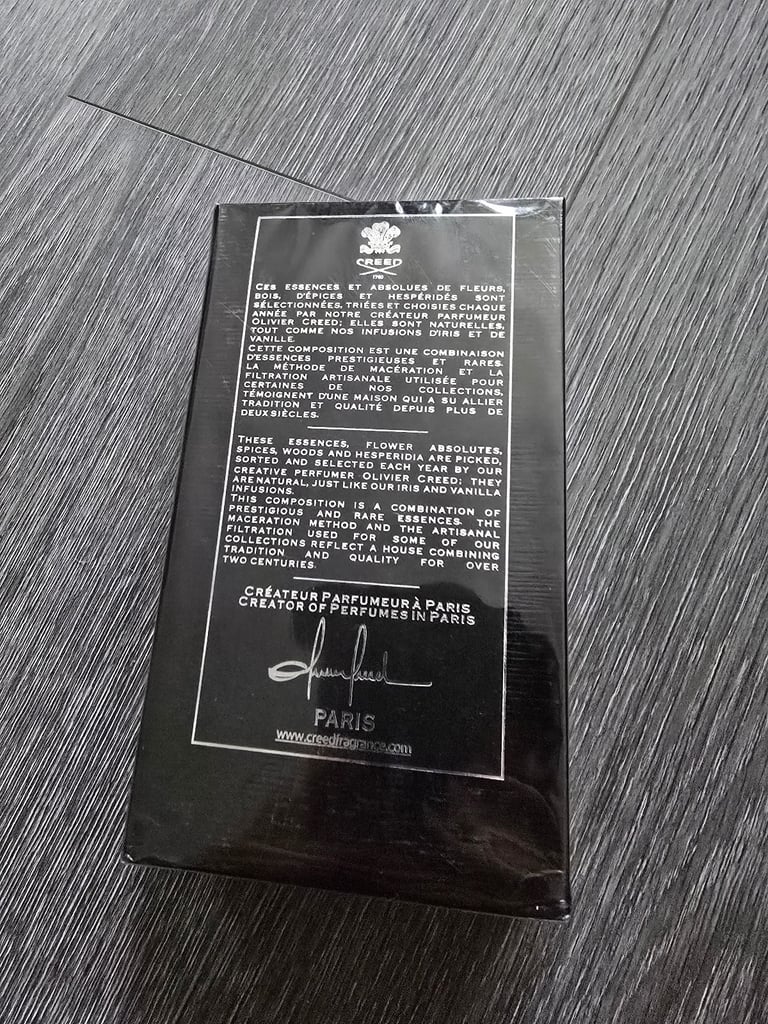 CREED
1760
CES ESSENCES ET ABSOLUES DE FLEURS,
BOIS, D'ÉPICES ET HESPÉRIDÉS SONT
SÉLECTIONNÉES, TRIÉES ET CHOISIES CHAQUE
ANNÉE PAR NOTRE CRÉATEUR PARFUMEUR
OLIVIER CREED; ELLES SONT NATURELLES,
TOUT COMME NOS INFUSIONS D'IRIS ET DE
VANILLE.
CETTE COMPOSITION EST UNE COMBINAISON
D'ESSENCES PRESTIGIEUSES ET RARES.
LA MÉTHODE DE MACÉRATION ET LA
FILTRATION ARTISANALE UTILISÉE POUR
CERTAINES DE NOS COLLECTIONS,
TÉMOIGNENT D'UNE MAISON QUI A SU ALLIER
TRADITION ET QUALITÉ DEPUIS PLUS DE
DEUX SIÈCLES.
THESE ESSENCES, FLOWER ABSOLUTES,
SPICES, WOODS AND HESPERIDIA ARE PICKED,
SORTED AND SELECTED EACH YEAR BY OUR
CREATIVE PERFUMER OLIVIER CREED; THEY
ARE NATURAL, JUST LIKE OUR IRIS AND VANILLA
INFUSIONS.
THIS COMPOSITION IS A COMBINATION OF
PRESTIGIOUS AND RARE ESSENCES. THE
MACERATION METHOD AND THE ARTISANAL
FILTRATION USED FOR SOME OF OUR
COLLECTIONS REFLECT A HOUSE COMBINING
TRADITION AND QUALITY FOR OVER
TWO CENTURIES.
CRÉATEUR PARFUMEUR À PARIS
CREATOR OF PERFUMES IN PARIS
PARIS
www.creedfragrance.com